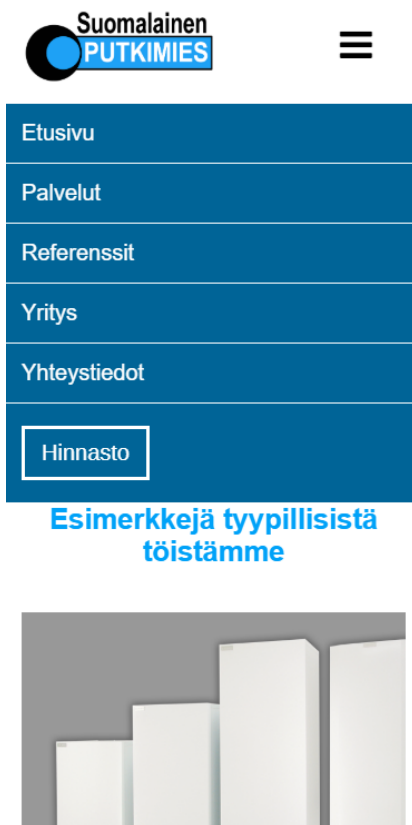 Suomalainen
PUTKIMIES
Etusivu
Palvelut
Referenssit
Yritys
Yhteystiedot
Hinnasto
Esimerkkejä tyypillisistä
töistämme